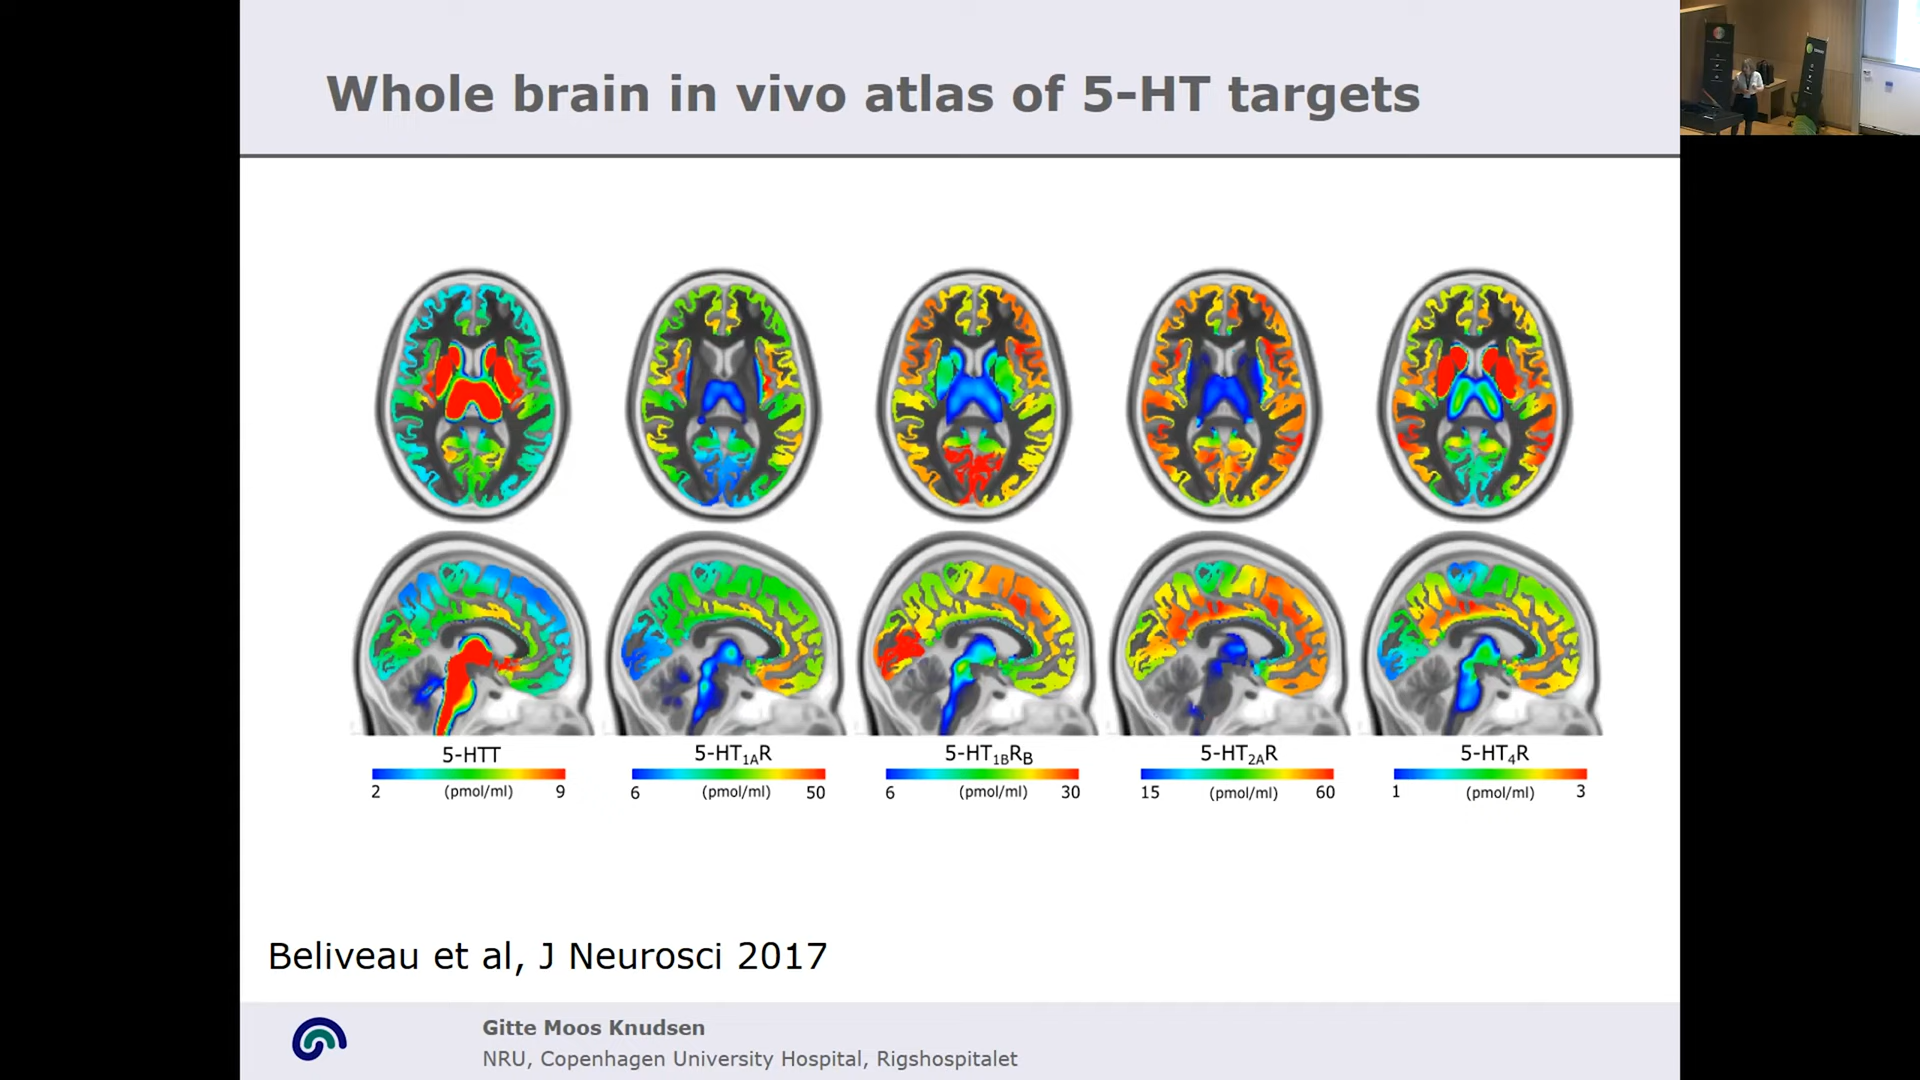 Whole brain in vivo atlas of 5-HT targets
5-HTT
2 (pmol/ml) 9
5-HT1AR
6 (pmol/ml) 50
5-HT1BRB
6 (pmol/ml) 30
5-HT2AR
15 (pmol/ml) 60
5-HT4R
1 (pmol/ml) 3
Beliveau et al, J Neurosci 2017
Gitte Moos Knudsen
NRU, Copenhagen University Hospital, Rigshospitalet